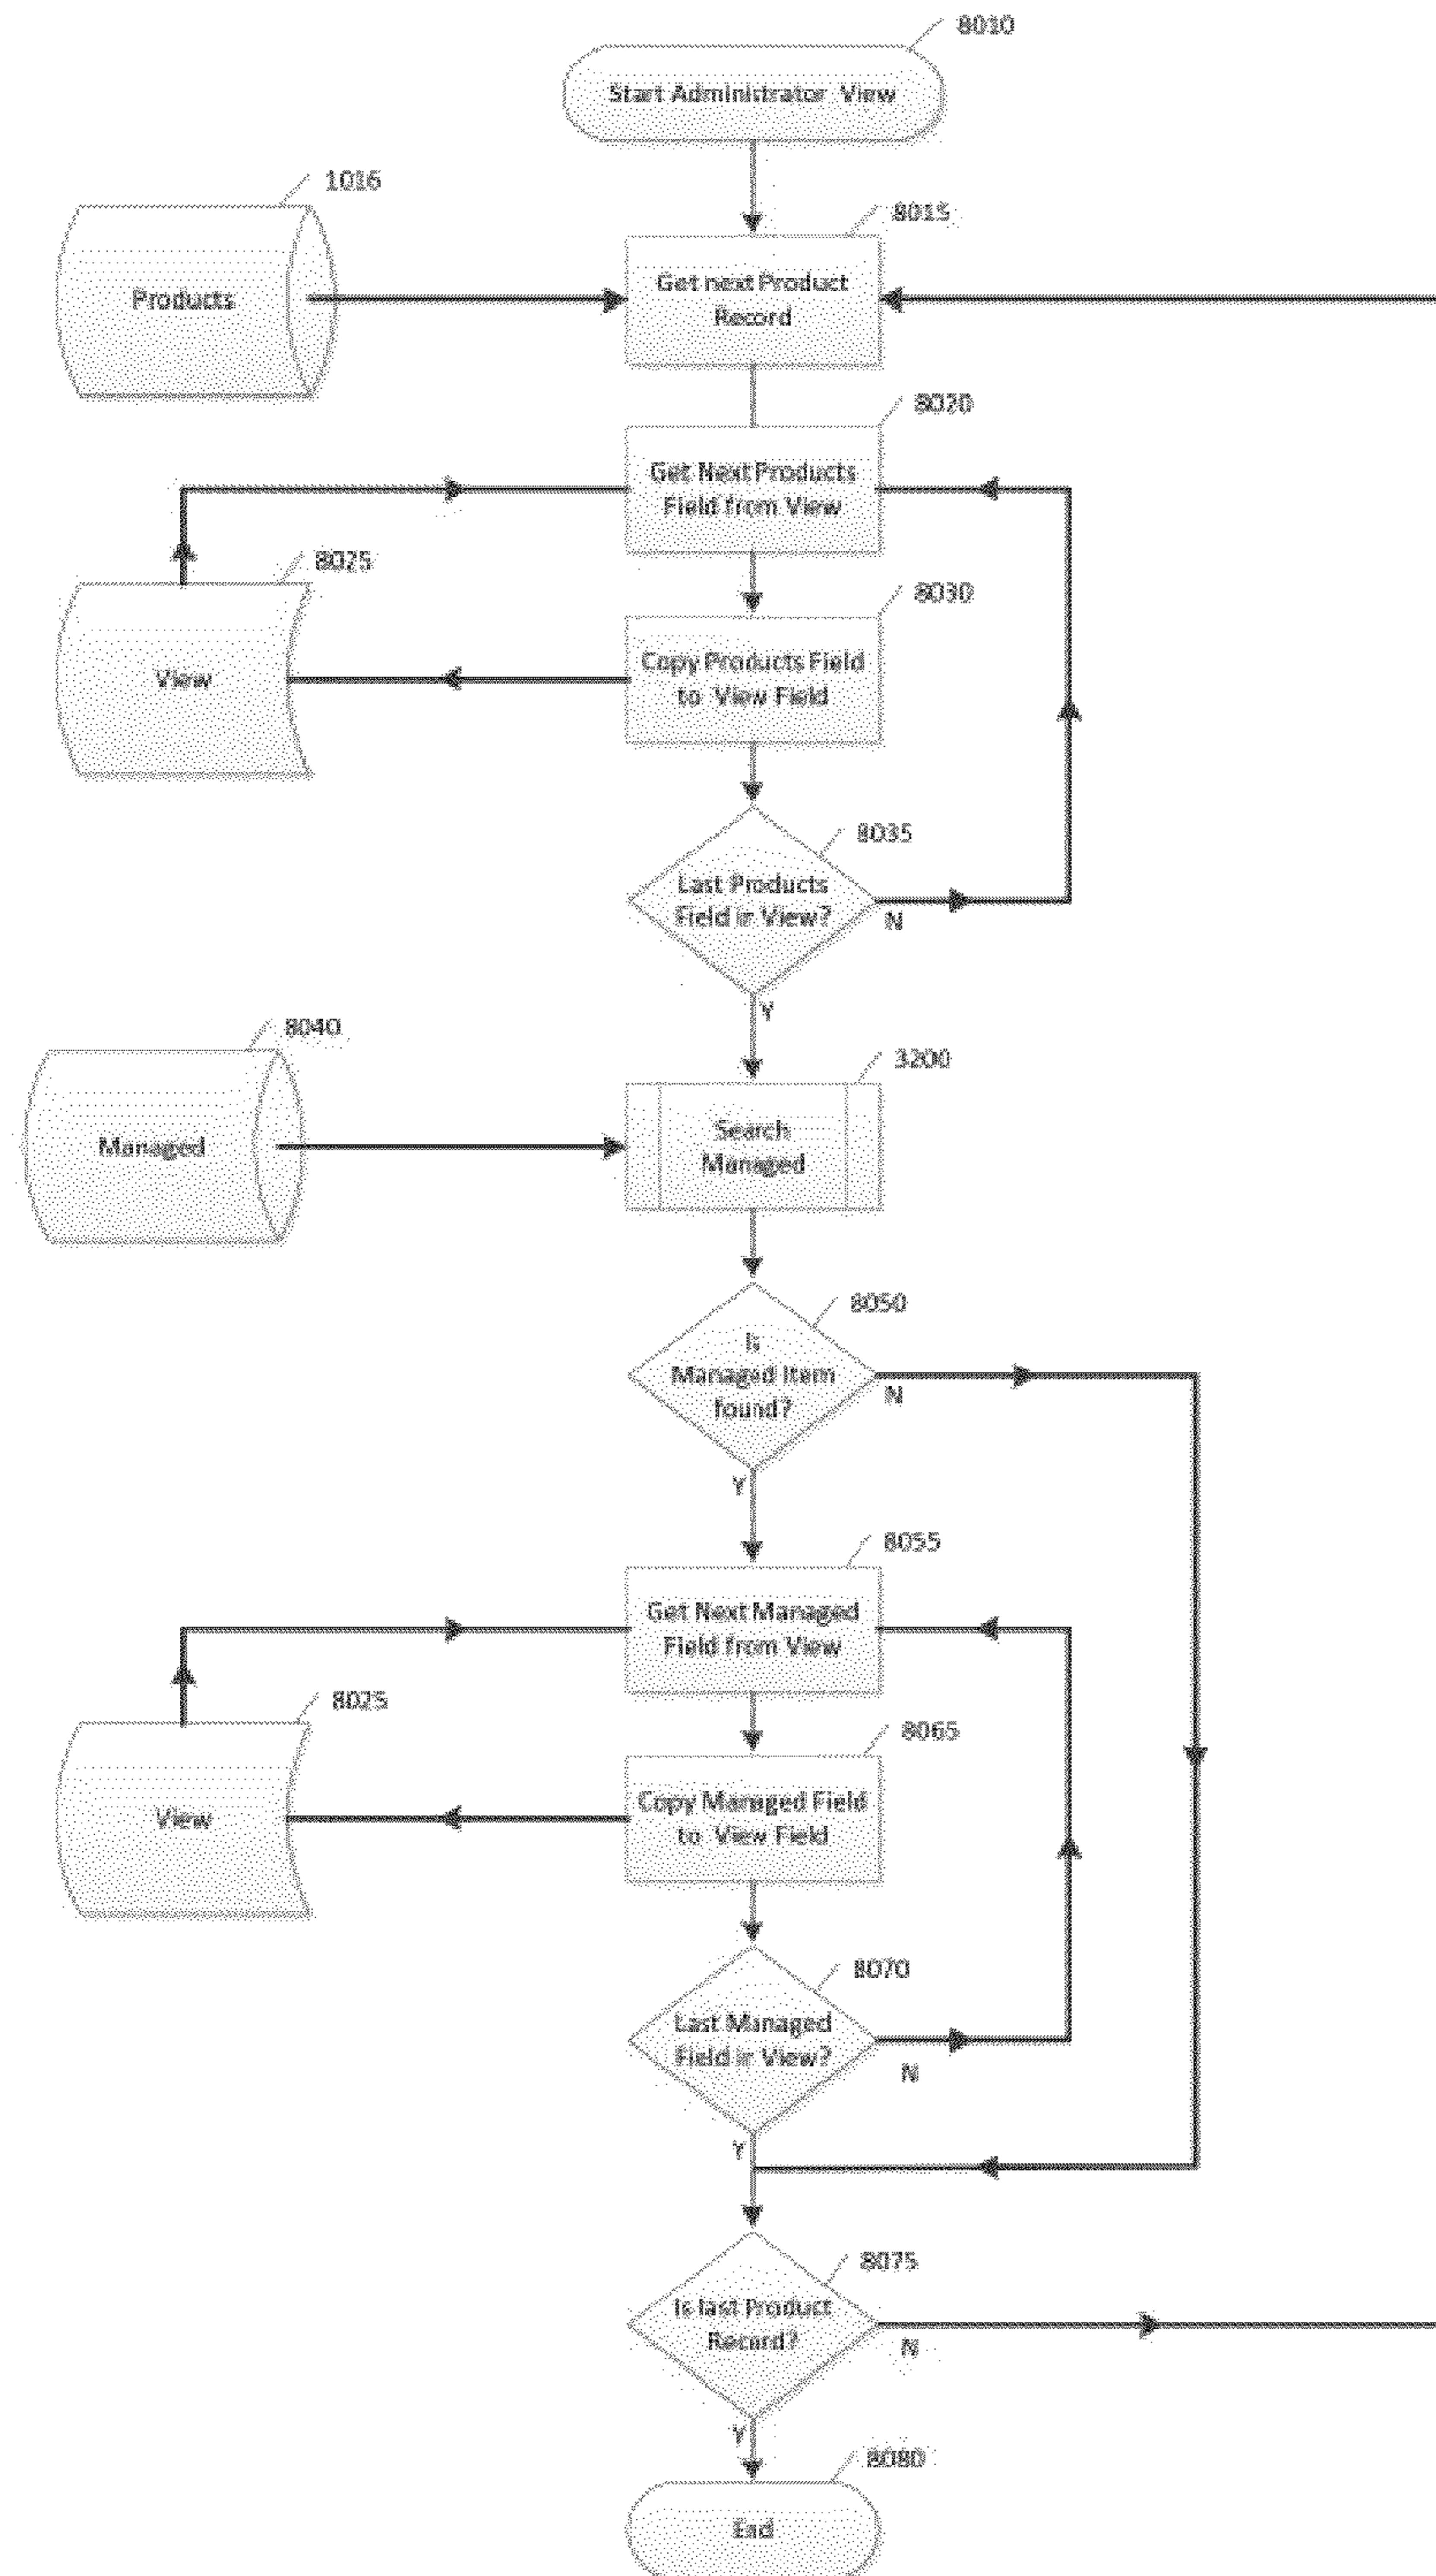 8010
Start Administrator View
1016
8015
Products
Get next Product
Record
8020
Get Next Products
Field from View
8025
8030
View
Copy Products Field
to View Field
8035
Last Products
Field in View?
N
Y
8040
3200
Managed
Search
Managed
8050
Is
Managed Item
found?
N
Y
8055
Get Next Managed
Field from View
8025
8065
View
Copy Managed Field
to View Field
8070
Last Managed
Field in View?
N
Y
8075
Is last Product
Record?
N
Y
8080
End